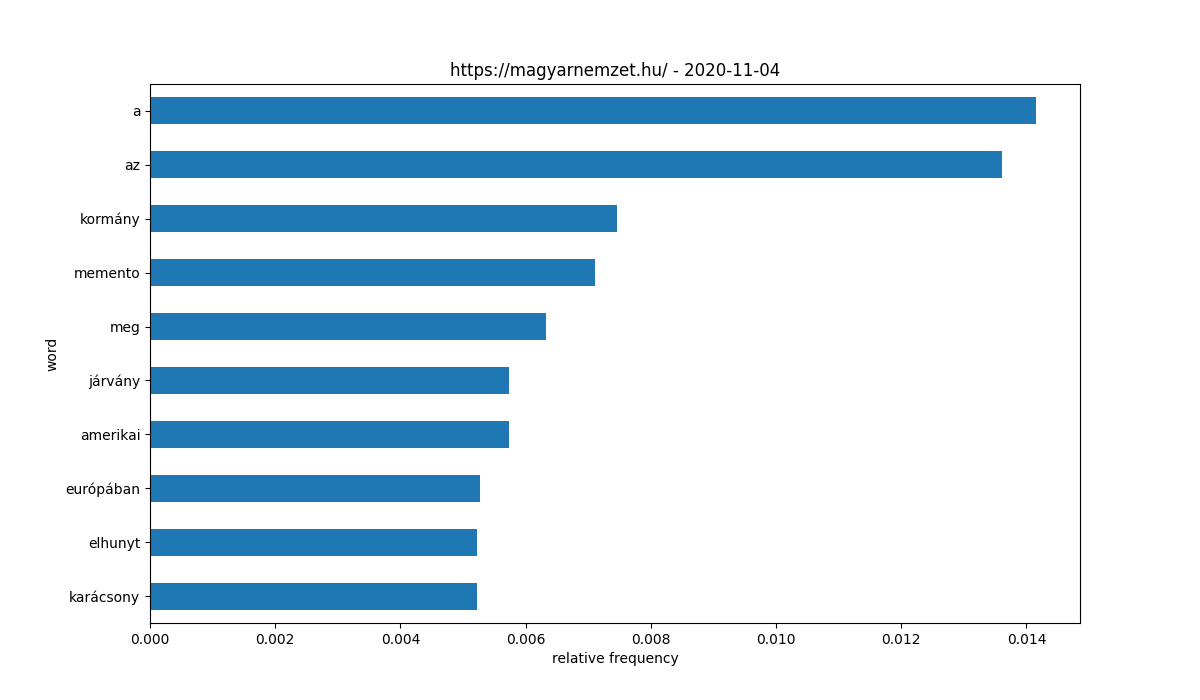 https://magyarnemzet.hu/ - 2020-11-04
a
az
kormány
memento
meg
járvány
amerikai
európában
elhunyt
karácsony
word
0.000 0.002 0.004 0.006 0.008 0.010 0.012 0.014
relative frequency